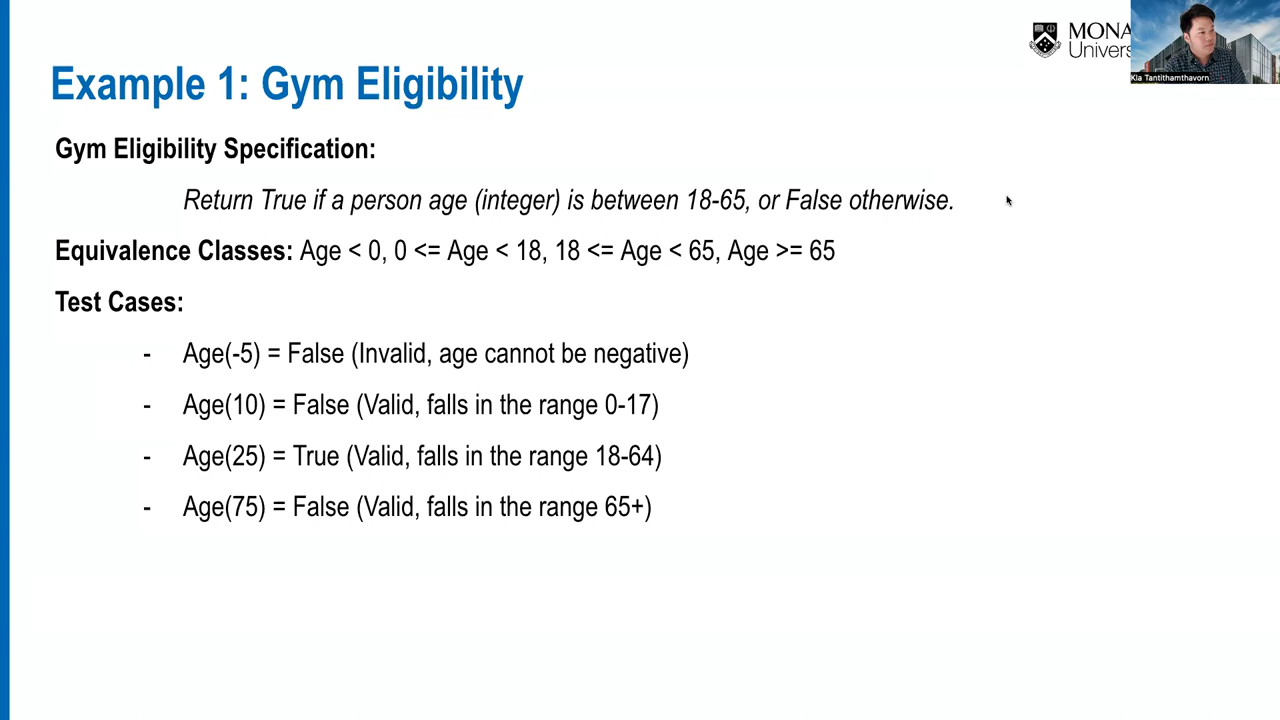 MONA
Univers
Kla Tantithamthavorn
Example 1: Gym Eligibility
Gym Eligibility Specification:
Return True if a person age (integer) is between 18-65, or False otherwise.
Equivalence Classes: Age < 0, 0 <= Age < 18, 18 <= Age < 65, Age >= 65
Test Cases:
- Age(-5) = False (Invalid, age cannot be negative)
- Age(10) = False (Valid, falls in the range 0-17)
- Age(25) = True (Valid, falls in the range 18-64)
- Age(75) = False (Valid, falls in the range 65+)